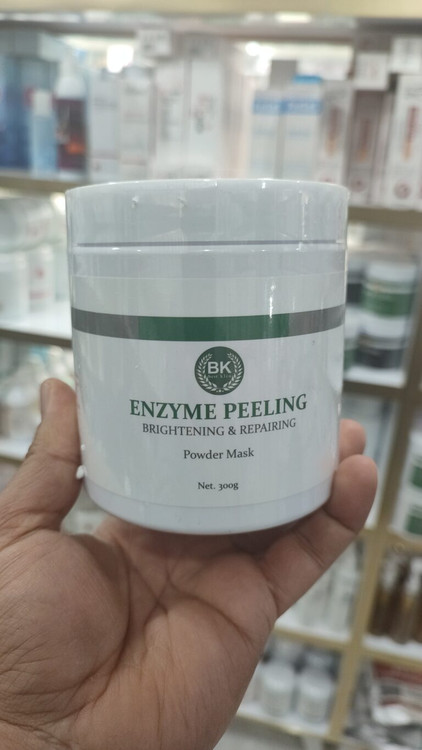 BK
ENZYME PEELING
BRIGHTENING & REPAIRING
Powder Mask
Net. 300g